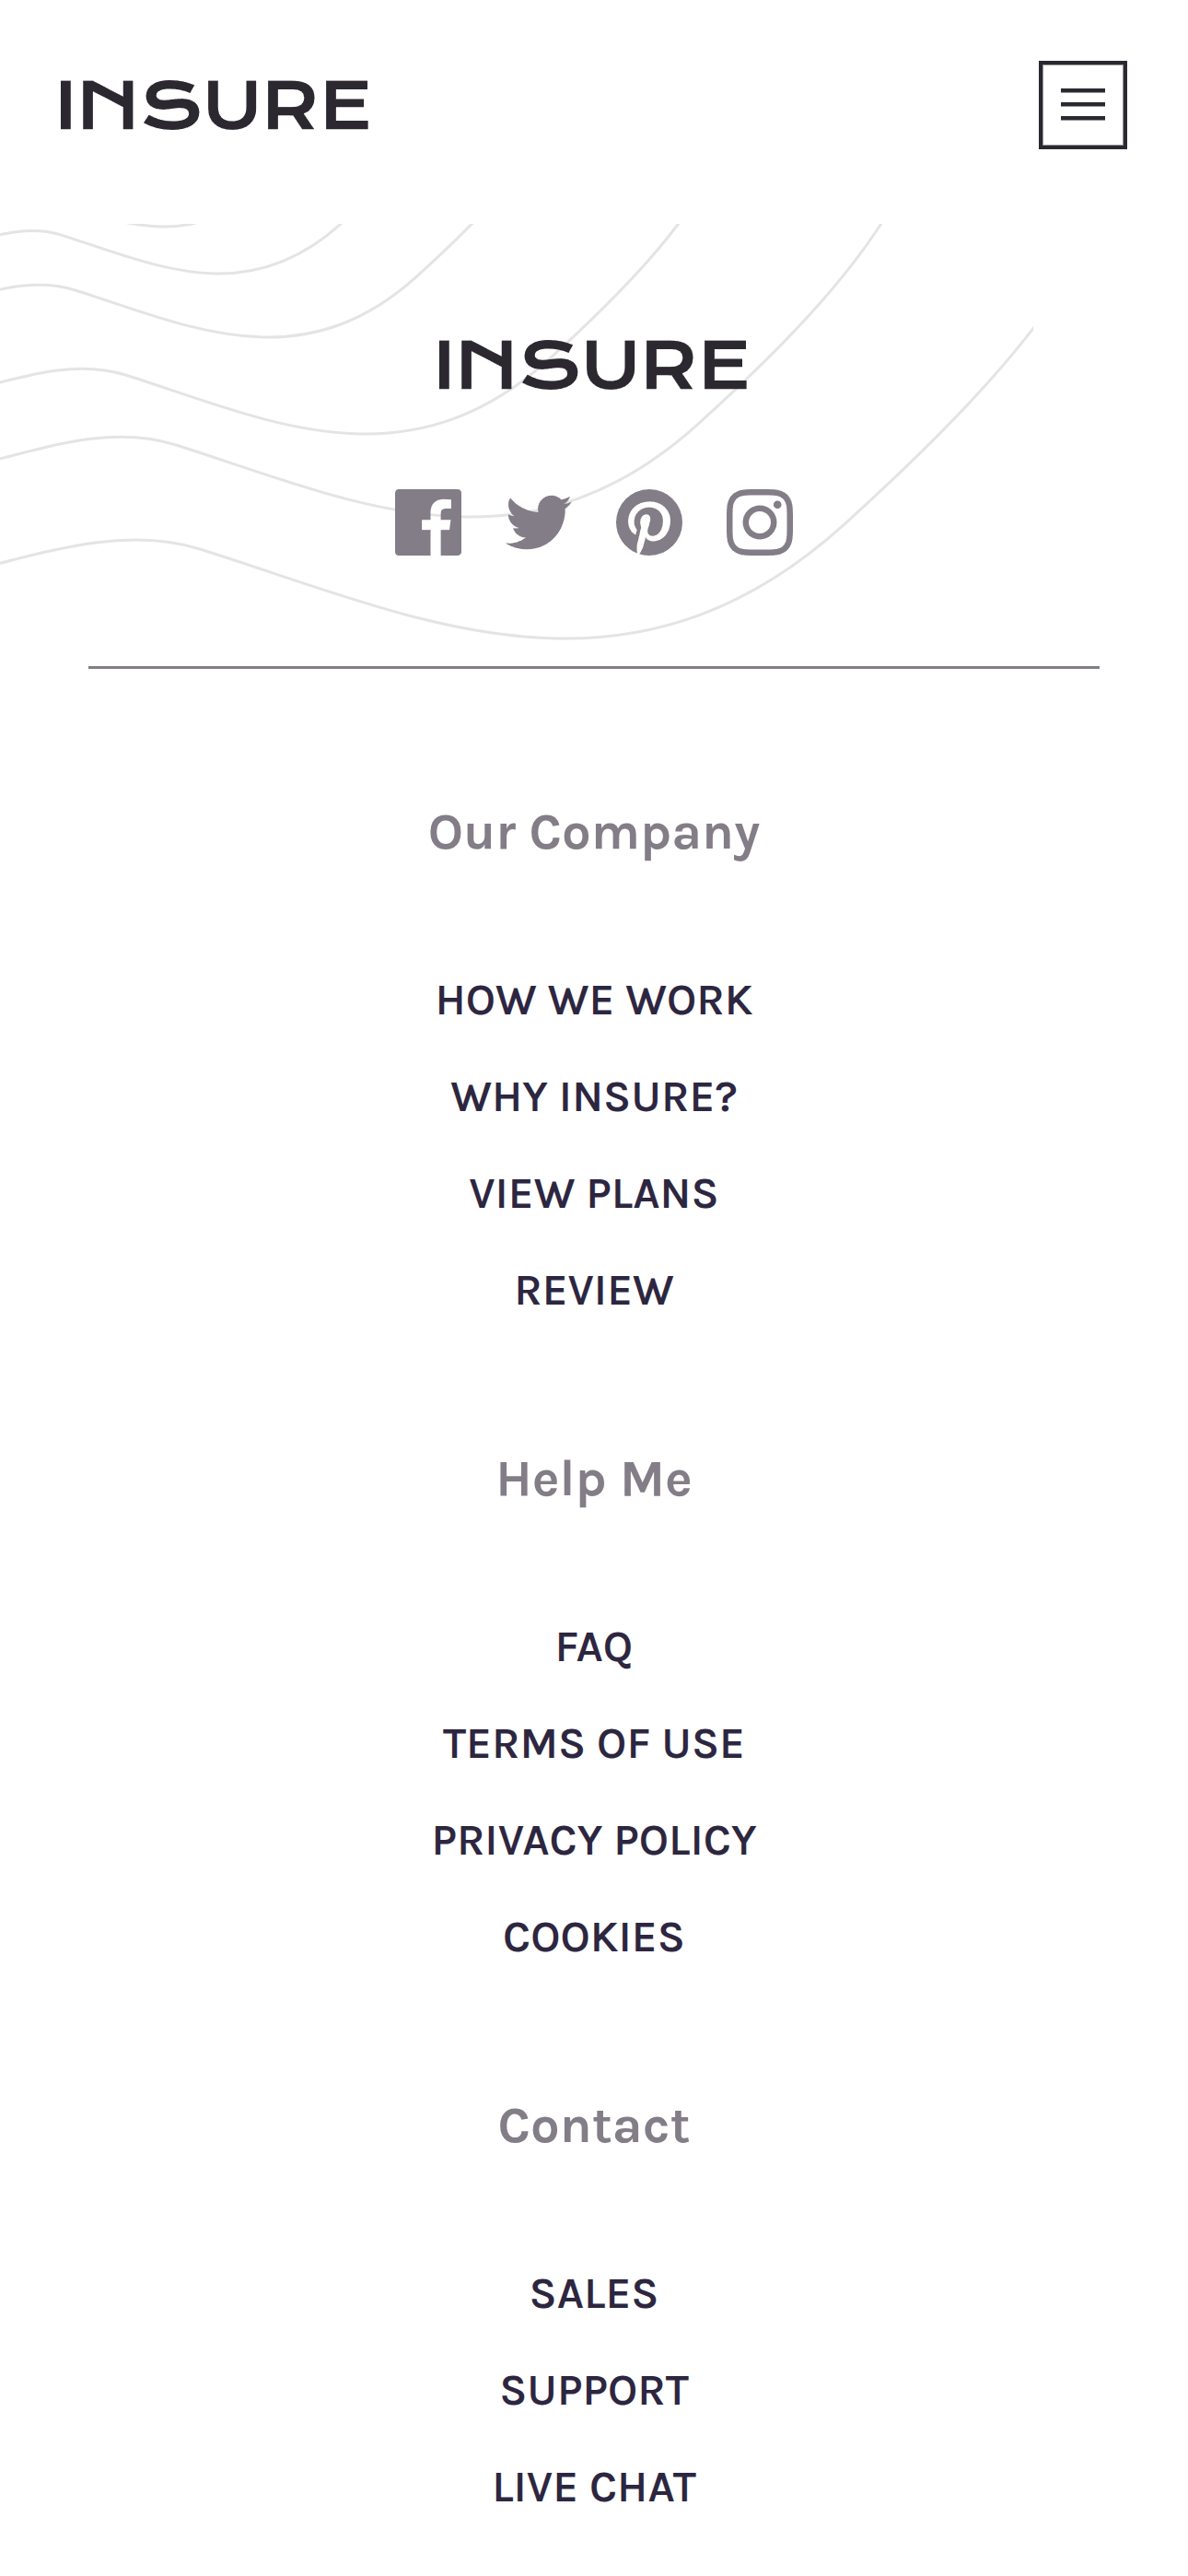 INSURE
INSURE
Our Company
HOW WE WORK
WHY INSURE?
VIEW PLANS
REVIEW
Help Me
FAQ
TERMS OF USE
PRIVACY POLICY
COOKIES
Contact
SALES
SUPPORT
LIVE CHAT